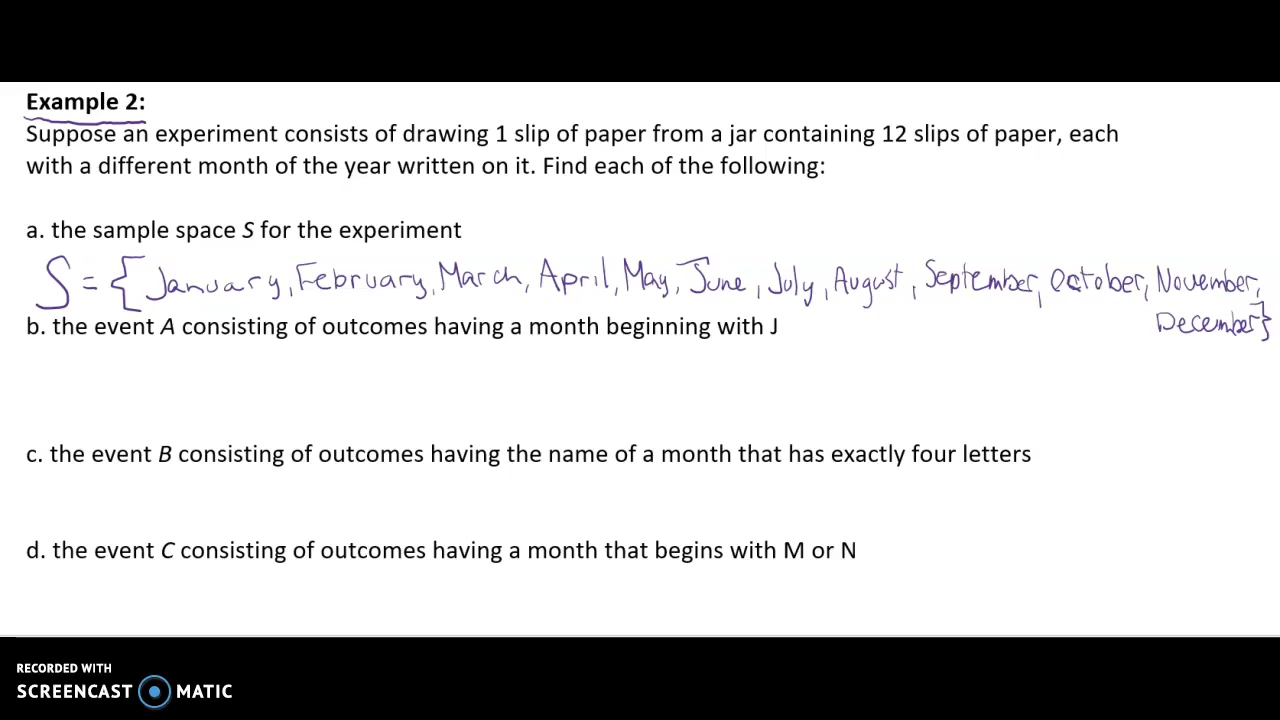 Example 2:
Suppose an experiment consists of drawing 1 slip of paper from a jar containing 12 slips of paper, each
with a different month of the year written on it. Find each of the following:
a. the sample space S for the experiment
S = { January, February, March, April, May, June, July, August, September, October, November,
December}
b. the event A consisting of outcomes having a month beginning with J
c. the event B consisting of outcomes having the name of a month that has exactly four letters
d. the event C consisting of outcomes having a month that begins with M or N
RECORDED WITH
SCREENCAST MATIC